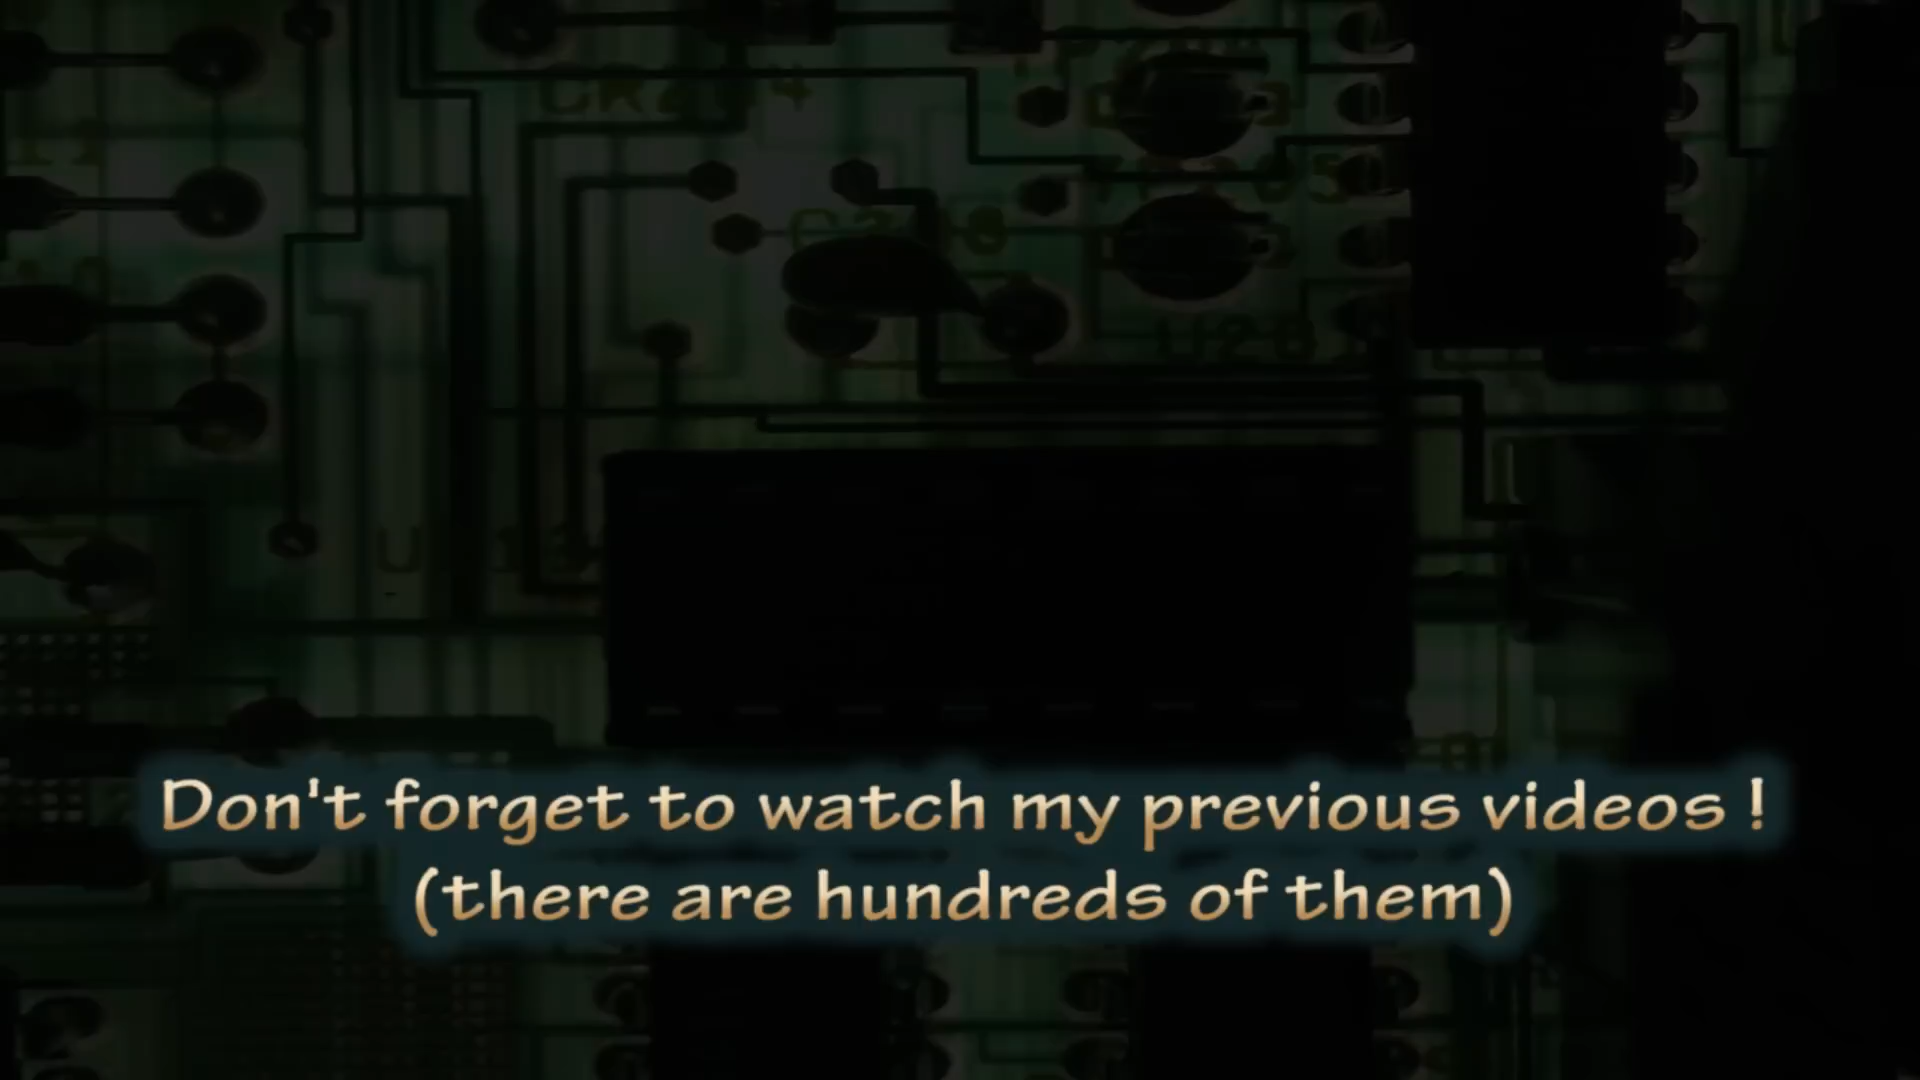 Don't forget to watch my previous videos !
(there are hundreds of them)